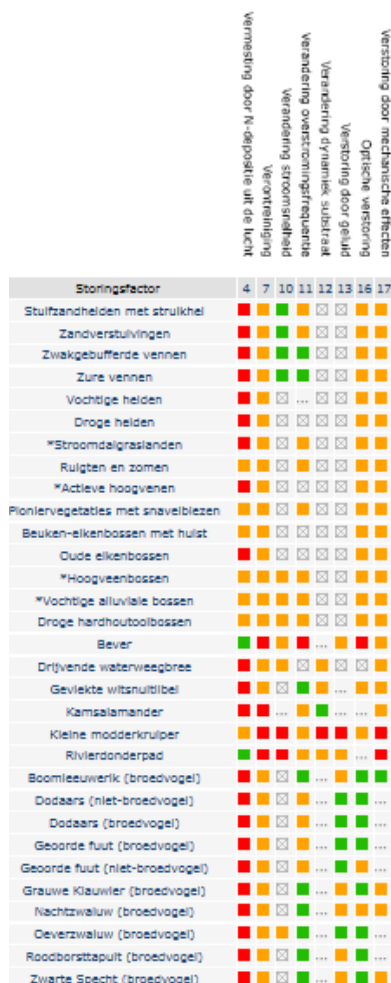 Vermesting door N-depositie uit de lucht
Verontreiniging
Verandering stroomsnelheid
Verandering overstromingsfrequentie
Verandering dynamiek substraat
Verstoring door geluid
Optische verstoring
Verstoring door mechanische effecten
Storingsfactor 4 7 10 11 12 13 16 17
Stuifzandheiden met struikhei
Zandverstuivingen
Zwakgebufferde vennen
Zure vennen
Vochtige heiden ...
Droge heiden
*Stroomdalgraslanden
Ruigten en zomen
*Actieve hoogvenen
Pioniervegetaties met snavelbiezen
Beuken-eikenbossen met hulst
Oude eikenbossen
*Hoogveenbossen
*Vochtige alluviale bossen
Droge hardhoutooibossen
Bever ...
Drijvende waterweegbree
Gevlekte witsnuitlibel ...
Kamsalamander ... ...
Kleine modderkruiper
Rivierdonderpad ...
Boomleeuwerik (broedvogel) ...
Dodaars (niet-broedvogel) ... ...
Dodaars (broedvogel) ... ...
Geoorde fuut (broedvogel) ... ...
Geoorde fuut (niet-broedvogel) ... ...
Grauwe Klauwier (broedvogel) ... ...
Nachtzwaluw (broedvogel) ...
Oeverzwaluw (broedvogel) ... ...
Roodborsttapuit (broedvogel) ... ...
Zwarte Specht (broedvogel) ... ...